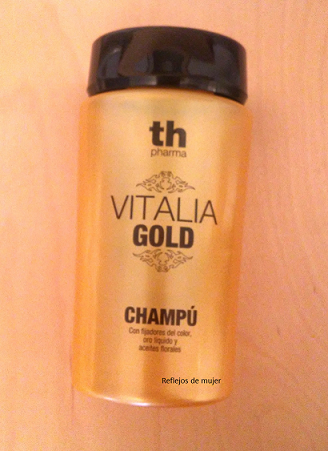 th
pharma
VITALIA
GOLD
CHAMPÚ
Con fijadores del color,
oro líquido y
aceites florales
Reflejos de mujer